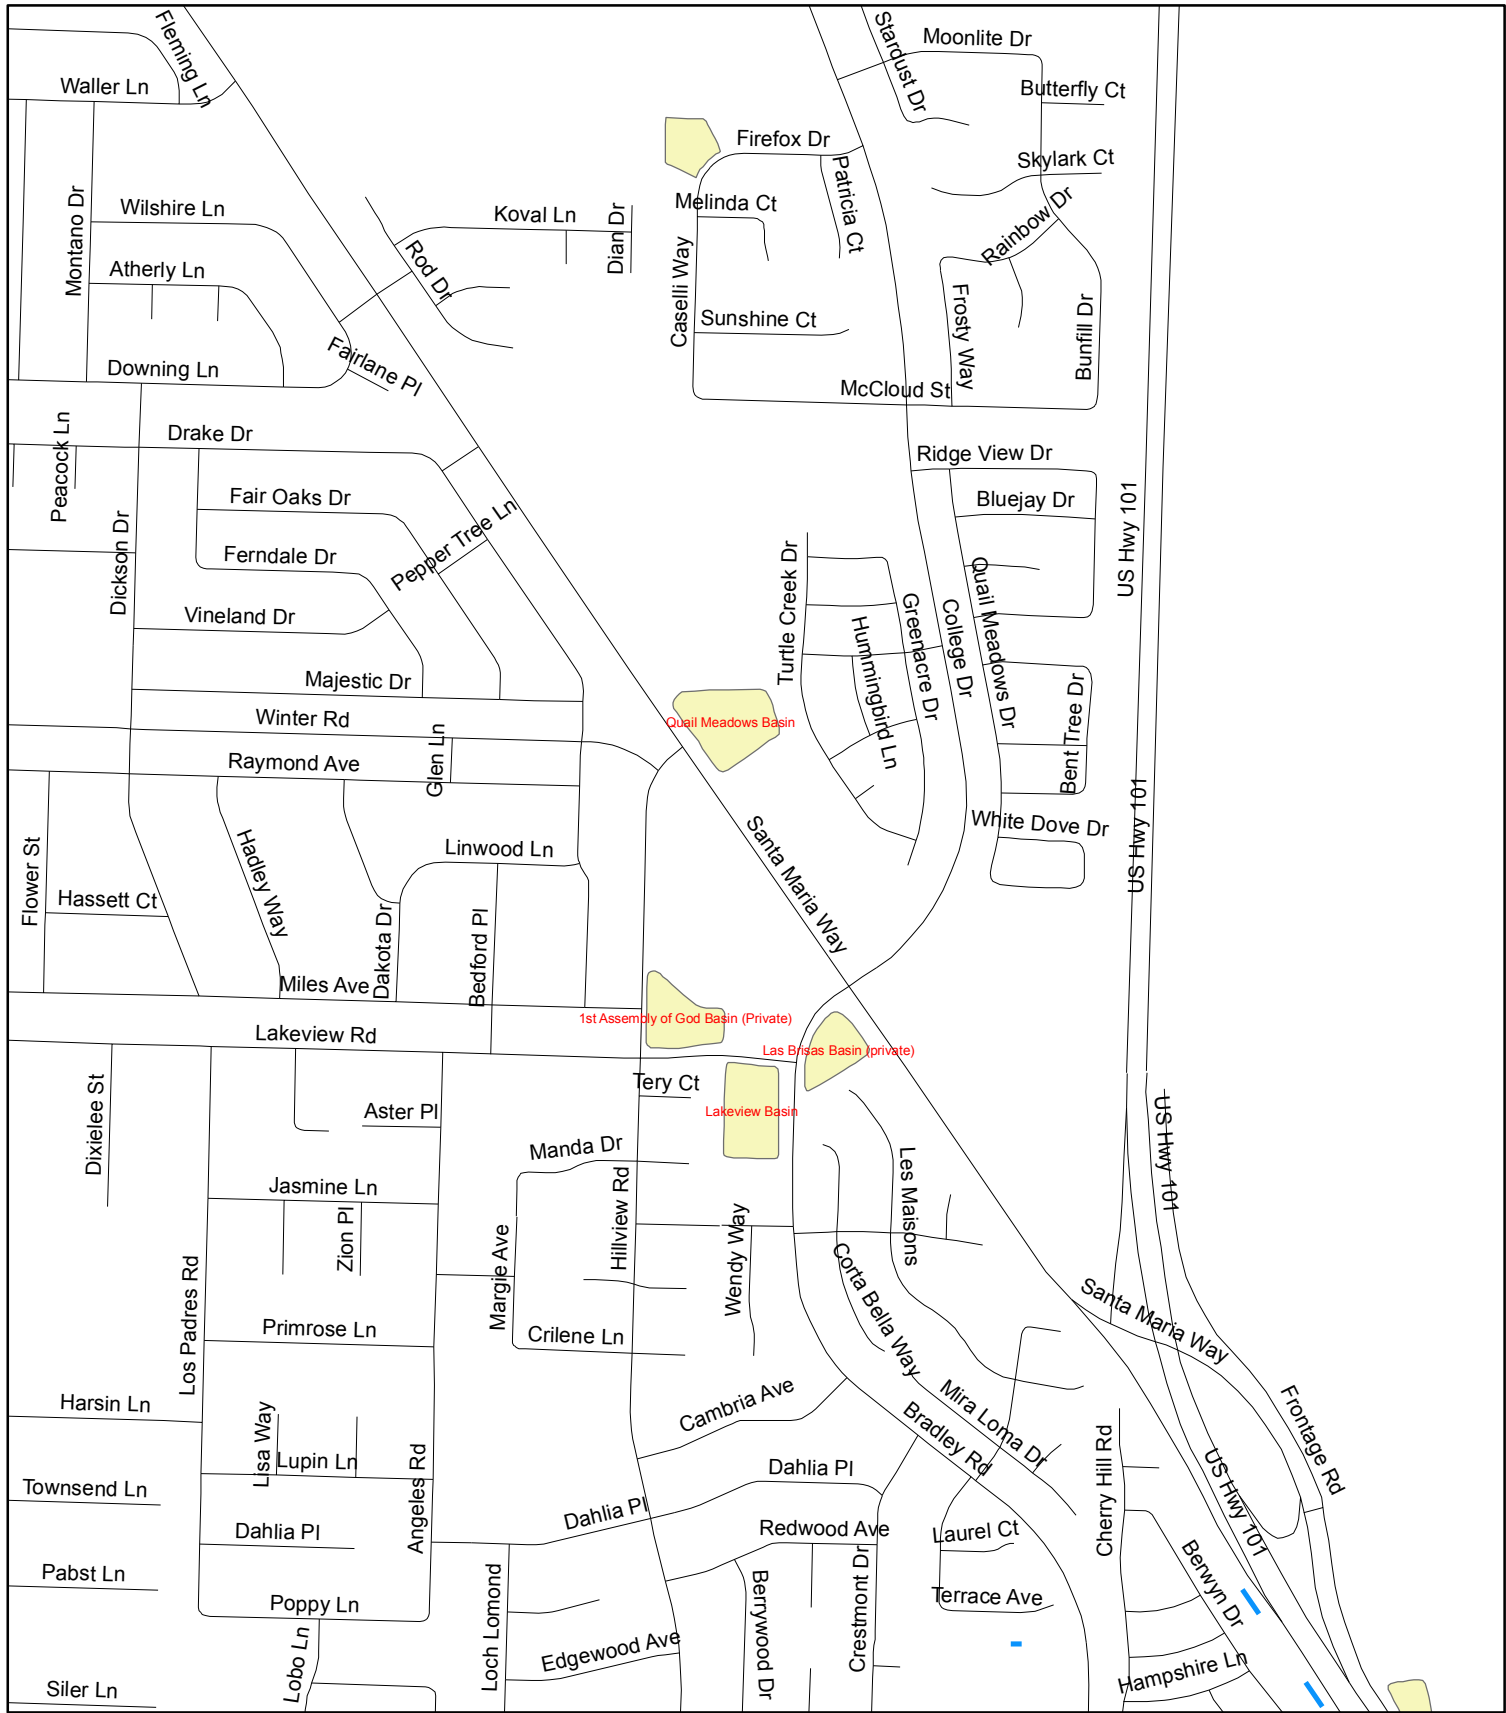 Fleming Ln
Stardust Dr
Moonlite Dr
Waller Ln
Butterfly Ct
Firefox Dr
Skylark Ct
Patricia Ct
Montano Dr
Wilshire Ln
Koval Ln
Dian Dr
Melinda Ct
Rainbow Dr
Atherly Ln
Rod Dr
Caselli Way
Sunshine Ct
Frosty Way
Bunfill Dr
Downing Ln
Fairlane Pl
McCloud St
Peacock Ln
Drake Dr
Ridge View Dr
Fair Oaks Dr
Bluejay Dr
US Hwy 101
Dickson Dr
Ferndale Dr
Pepper Tree Ln
Turtle Creek Dr
Quail Meadows Dr
Vineland Dr
Hummingbird Ln
Greenacre Dr
College Dr
Majestic Dr
Bent Tree Dr
Winter Rd
Quail Meadows Basin
Glen Ln
Raymond Ave
US Hwy 101
White Dove Dr
Santa Maria Way
Flower St
Hadley Way
Linwood Ln
Hassett Ct
Dakota Dr
Bedford Pl
Miles Ave
1st Assembly of God Basin (Private)
Lakeview Rd
Las Brisas Basin (private)
Dixielee St
Tery Ct
Aster Pl
Lakeview Basin
US Hwy 101
Manda Dr
Les Maisons
Jasmine Ln
Zion Pl
Hillview Rd
Wendy Way
Margie Ave
Corta Bella Way
Los Padres Rd
Primrose Ln
Crilene Ln
Santa Maria Way
Harsin Ln
Cambria Ave
Mira Loma Dr
Bradley Rd
Frontage Rd
Lisa Way
Lupin Ln
Angeles Rd
Dahlia Pl
Cherry Hill Rd
US Hwy 101
Townsend Ln
Dahlia Pl
Dahlia Pl
Redwood Ave
Laurel Ct
Pabst Ln
Poppy Ln
Loch Lomond
Berrywood Dr
Crestmont Dr
Terrace Ave
Berwyn Dr
Lobo Ln
Edgewood Ave
Hampshire Ln
Siler Ln